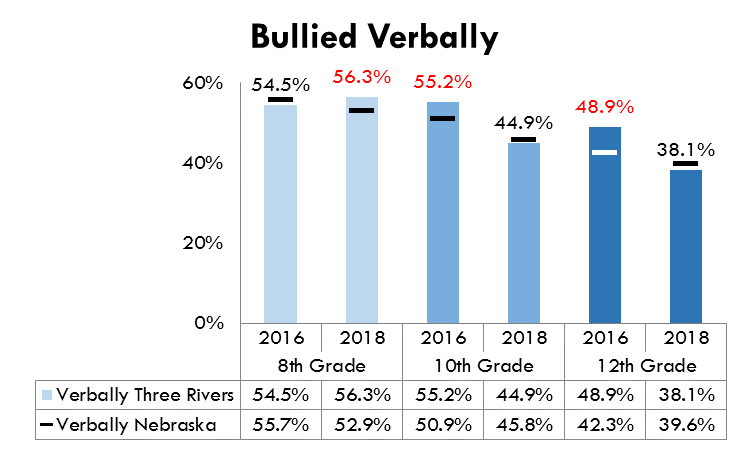 Bullied Verbally
60%
40%
20%
0%
54.5%
56.3%
55.2%
44.9%
48.9%
38.1%
2016 2018 2016 2018 2016 2018
8th Grade 10th Grade 12th Grade
Verbally Three Rivers 54.5% 56.3% 55.2% 44.9% 48.9% 38.1%
Verbally Nebraska 55.7% 52.9% 50.9% 45.8% 42.3% 39.6%